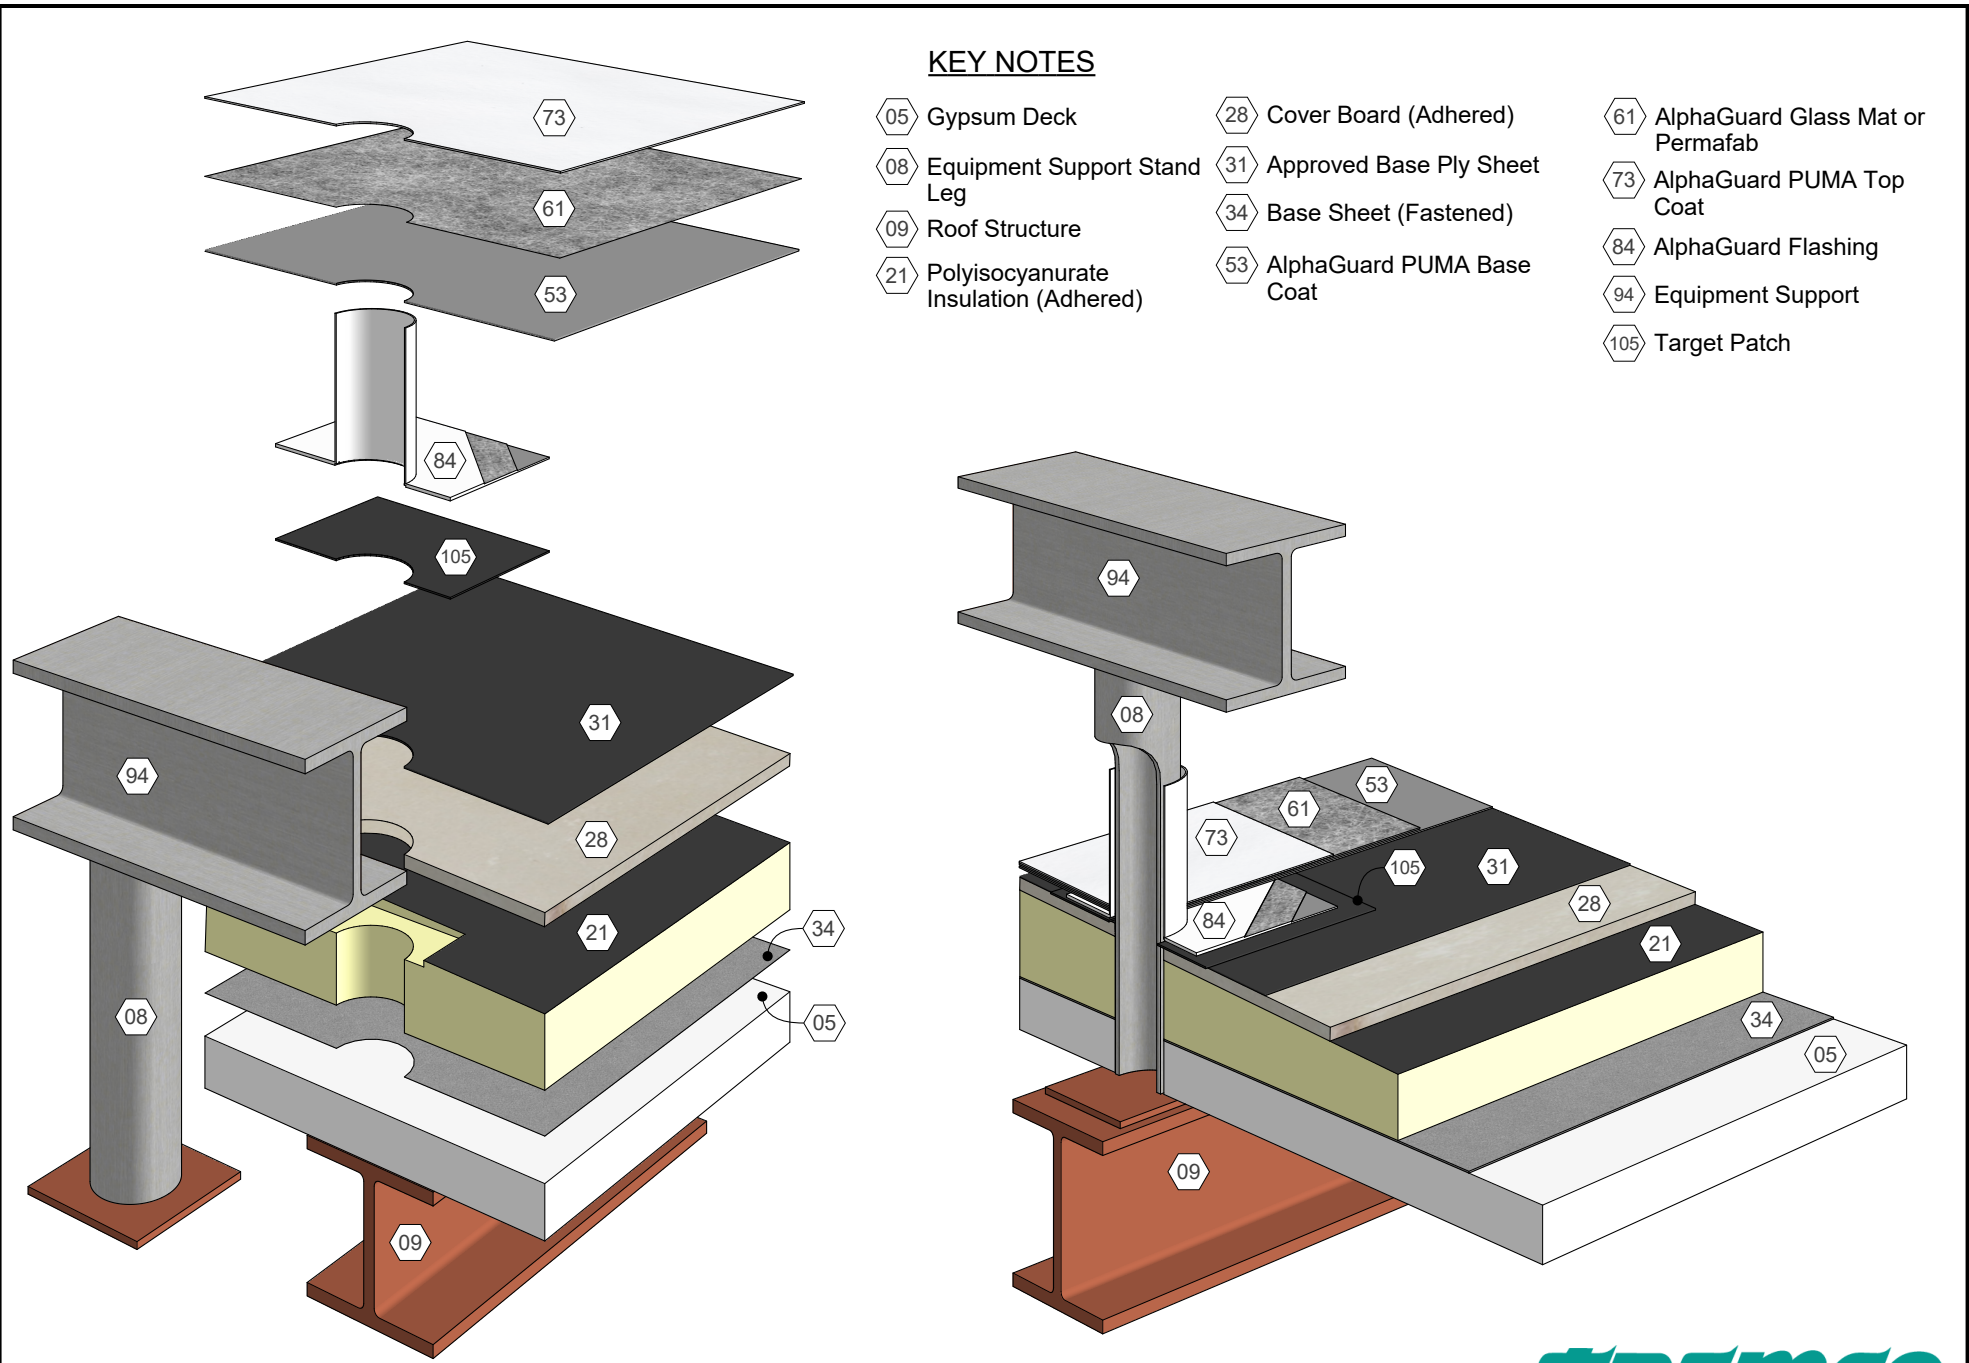 KEY NOTES
05 Gypsum Deck
08 Equipment Support Stand
Leg
09 Roof Structure
21 Polyisocyanurate
Insulation (Adhered)
28 Cover Board (Adhered)
31 Approved Base Ply Sheet
34 Base Sheet (Fastened)
53 AlphaGuard PUMA Base
Coat
61 AlphaGuard Glass Mat or
Permafab
73 AlphaGuard PUMA Top
Coat
84 AlphaGuard Flashing
94 Equipment Support
105 Target Patch
73
61
53
84
105
31
94
28
21
34
08
05
09
94
08
53
61
73
105
31
28
84
21
34
05
09